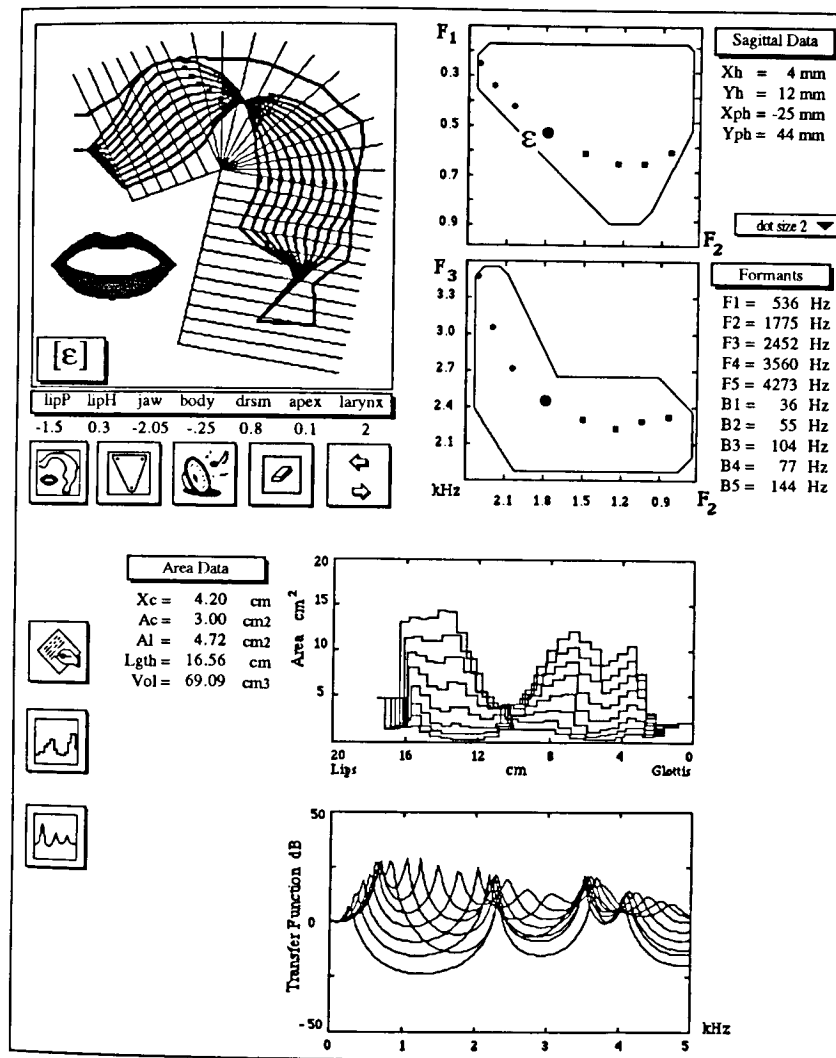 F1
0.3
0.5
0.7
0.9
ε
F2
Sagittal Data
Xh = 4 mm
Yh = 12 mm
Xph = -25 mm
Yph = 44 mm
dot size 2
[ε]
lipP lipH jaw body drsm apex larynx
-1.5 0.3 -2.05 -.25 0.8 0.1 2
F3
3.3
3.0
2.7
2.4
2.1
kHz
2.1 1.8 1.5 1.2 0.9 F2
Formants
F1 = 536 Hz
F2 = 1775 Hz
F3 = 2452 Hz
F4 = 3560 Hz
F5 = 4273 Hz
B1 = 36 Hz
B2 = 55 Hz
B3 = 104 Hz
B4 = 77 Hz
B5 = 144 Hz
Area Data
Xc = 4.20 cm
Ac = 3.00 cm2
Al = 4.72 cm2
Lgth = 16.56 cm
Vol = 69.09 cm3
Area cm2
20
15
10
5
20 16 12 8 4 0
Lips cm Glottis
Transfer Function dB
50
0
-50
0 1 2 3 4 5 kHz